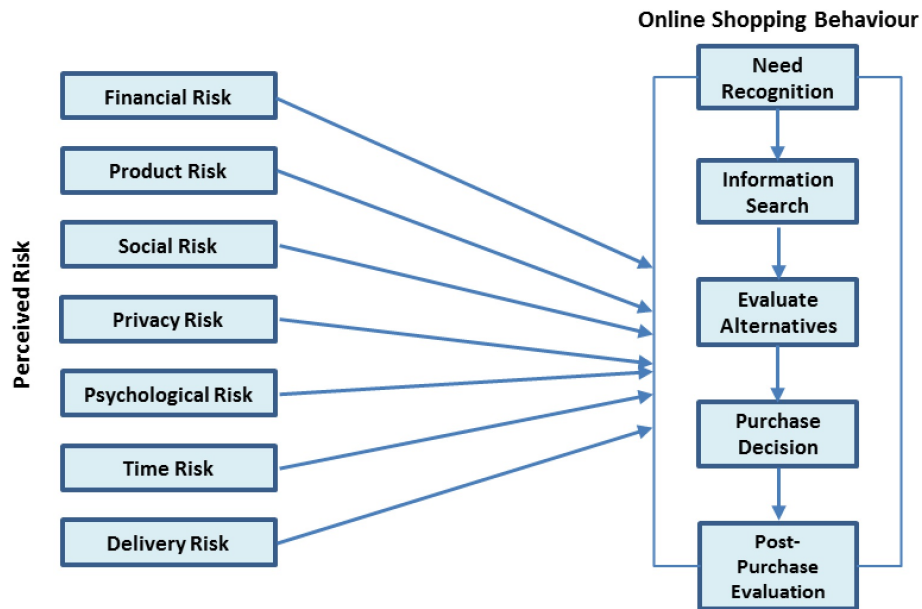 Online Shopping Behaviour
Perceived Risk
Financial Risk
Product Risk
Social Risk
Privacy Risk
Psychological Risk
Time Risk
Delivery Risk
Need
Recognition
Information
Search
Evaluate
Alternatives
Purchase
Decision
Post-
Purchase
Evaluation